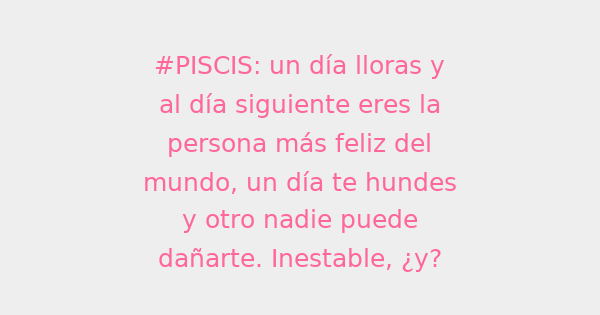 #PISCIS: un día lloras y
al día siguiente eres la
persona más feliz del
mundo, un día te hundes
y otro nadie puede
dañarte. Inestable, ¿y?